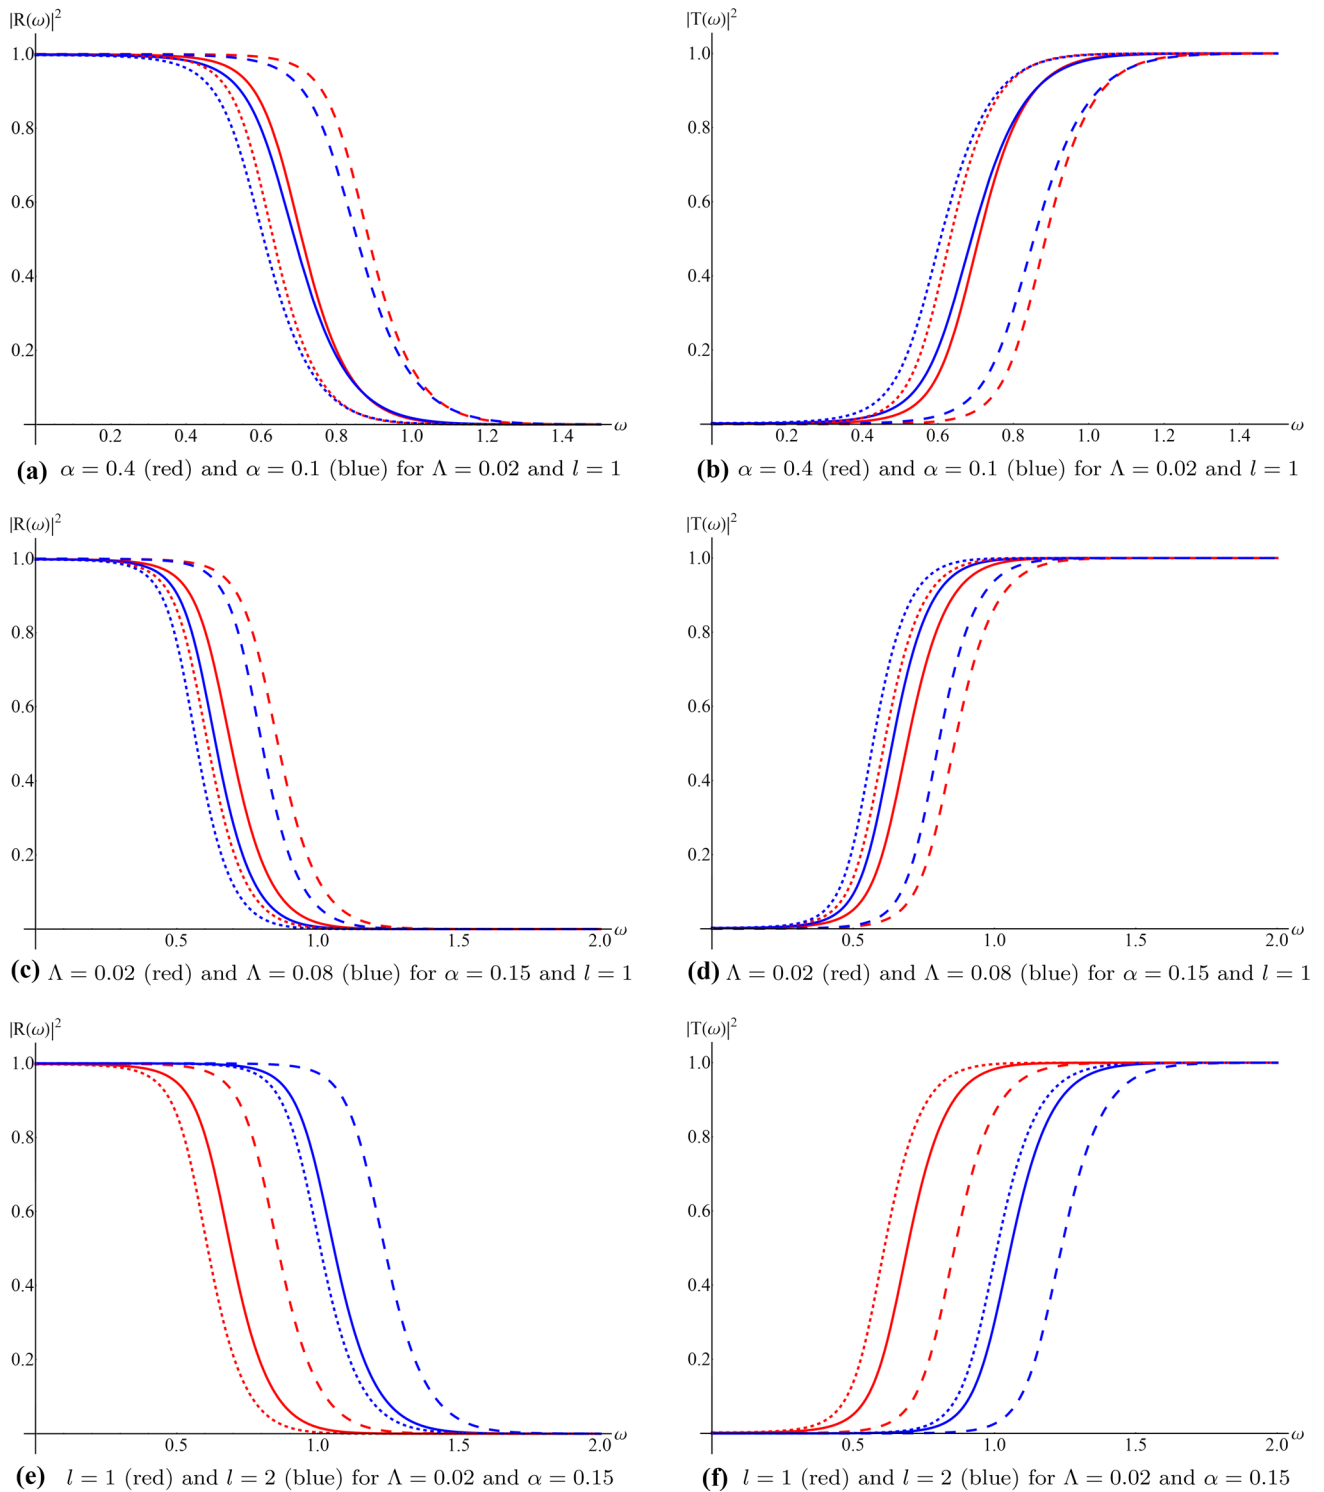 |R(ω)|²
1.0
0.8
0.6
0.4
0.2
0.2 0.4 0.6 0.8 1.0 1.2 1.4 ω
(a) α = 0.4 (red) and α = 0.1 (blue) for Λ = 0.02 and l = 1
|T(ω)|²
1.0
0.8
0.6
0.4
0.2
0.2 0.4 0.6 0.8 1.0 1.2 1.4 ω
(b) α = 0.4 (red) and α = 0.1 (blue) for Λ = 0.02 and l = 1
|R(ω)|²
1.0
0.8
0.6
0.4
0.2
0.5 1.0 1.5 2.0 ω
(c) Λ = 0.02 (red) and Λ = 0.08 (blue) for α = 0.15 and l = 1
|T(ω)|²
1.0
0.8
0.6
0.4
0.2
0.5 1.0 1.5 2.0 ω
(d) Λ = 0.02 (red) and Λ = 0.08 (blue) for α = 0.15 and l = 1
|R(ω)|²
1.0
0.8
0.6
0.4
0.2
0.5 1.0 1.5 2.0 ω
(e) l = 1 (red) and l = 2 (blue) for Λ = 0.02 and α = 0.15
|T(ω)|²
1.0
0.8
0.6
0.4
0.2
0.5 1.0 1.5 2.0 ω
(f) l = 1 (red) and l = 2 (blue) for Λ = 0.02 and α = 0.15